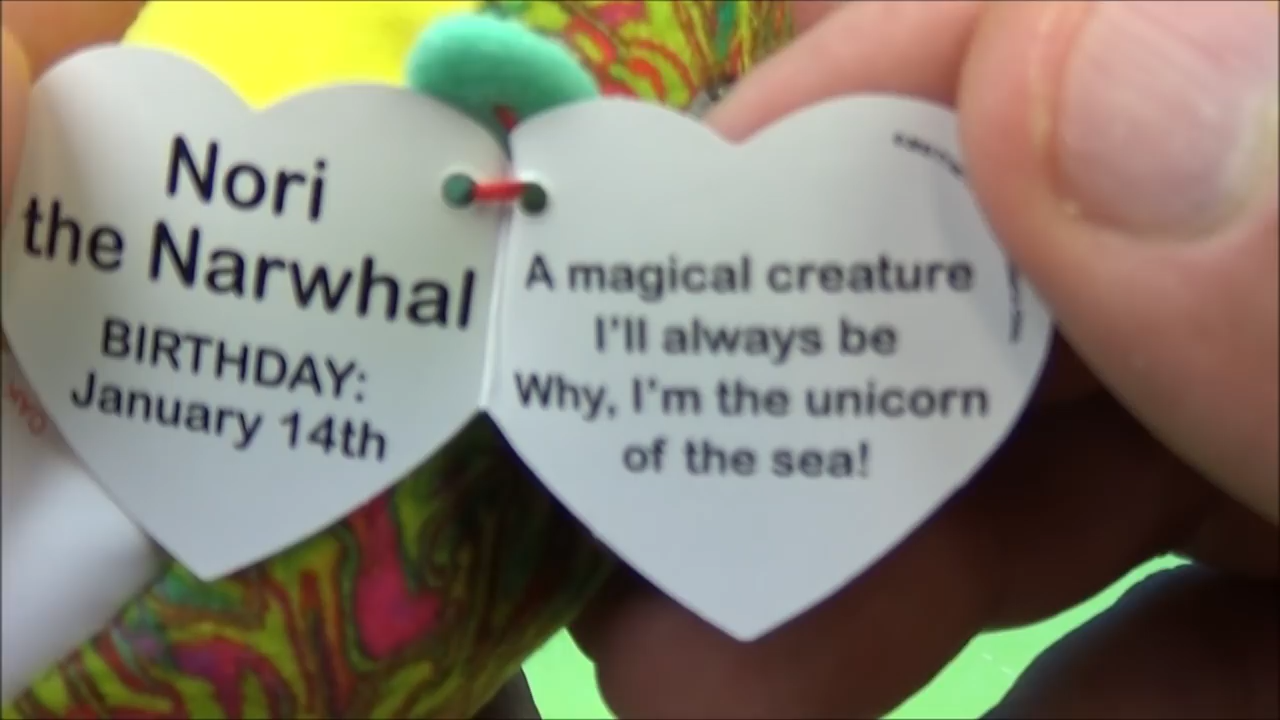 Nori
the Narwhal
BIRTHDAY:
January 14th
A magical creature
I'll always be
Why, I'm the unicorn
of the sea!